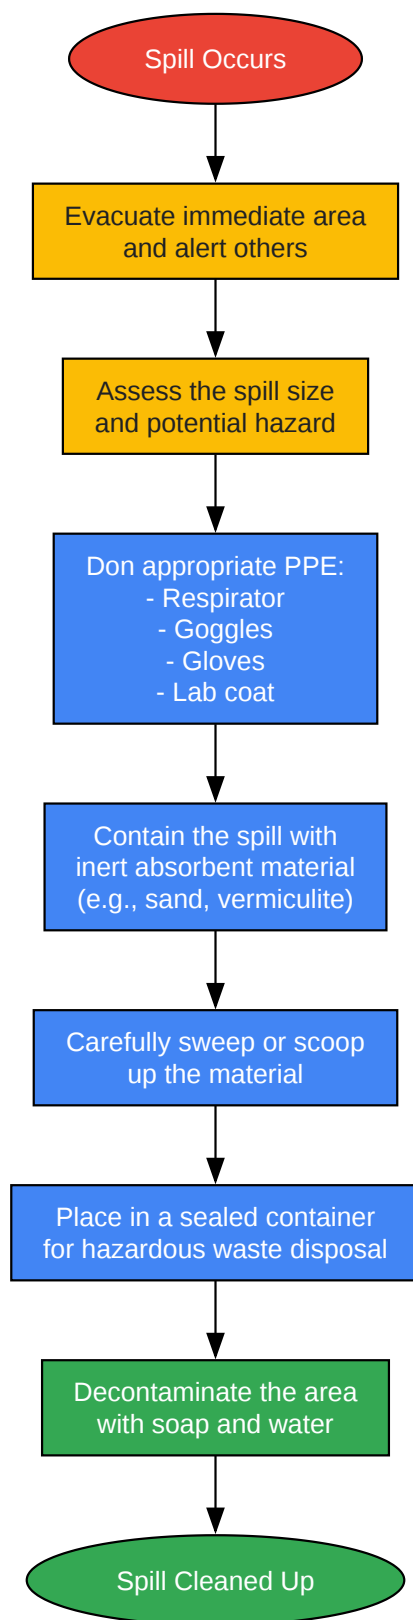 Spill Occurs
Evacuate immediate area
and alert others
Assess the spill size
and potential hazard
Don appropriate PPE:
- Respirator
- Goggles
- Gloves
- Lab coat
Contain the spill with
inert absorbent material
(e.g., sand, vermiculite)
Carefully sweep or scoop
up the material
Place in a sealed container
for hazardous waste disposal
Decontaminate the area
with soap and water
Spill Cleaned Up